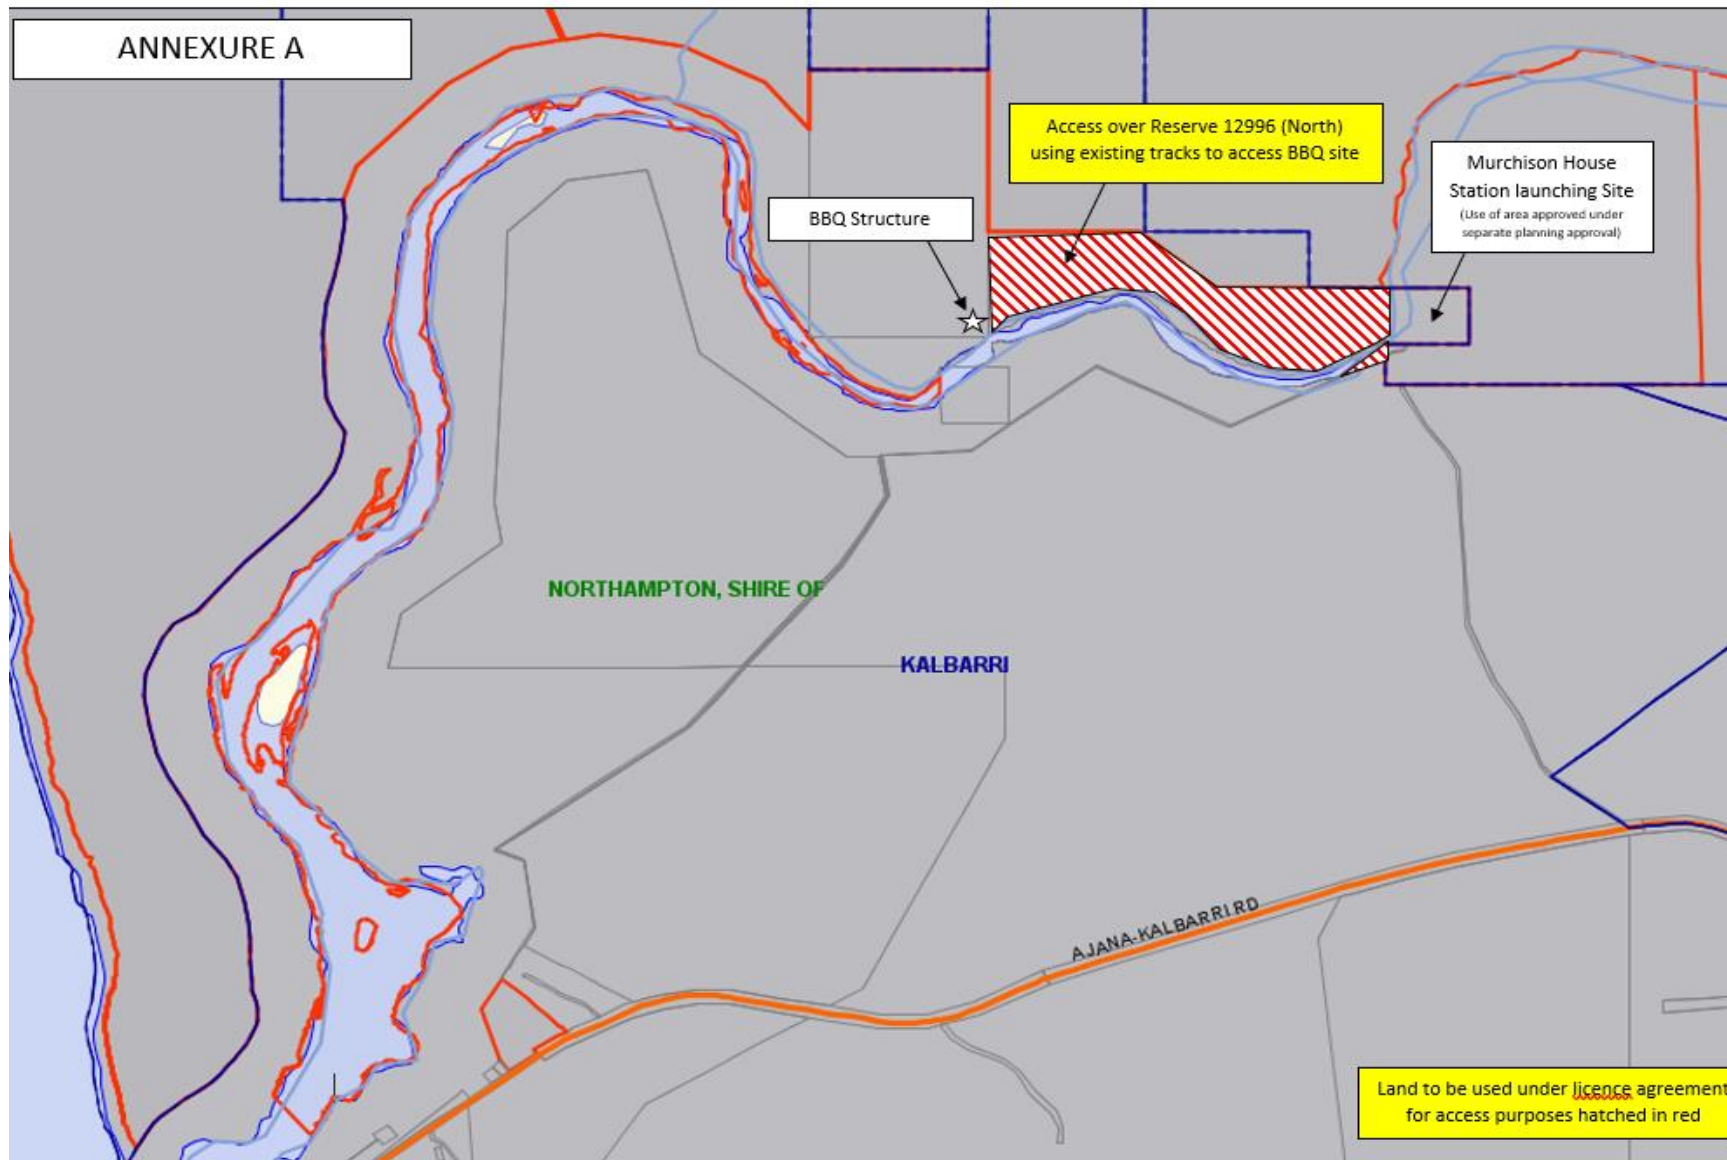 ANNEXURE A
Access over Reserve 12996 (North)
using existing tracks to access BBQ site
Murchison House
Station launching Site
(Use of area approved under
separate planning approval)
BBQ Structure
NORTHAMPTON, SHIRE OF
KALBARRI
AJANA-KALBARRI RD
Land to be used under licence agreement
for access purposes hatched in red